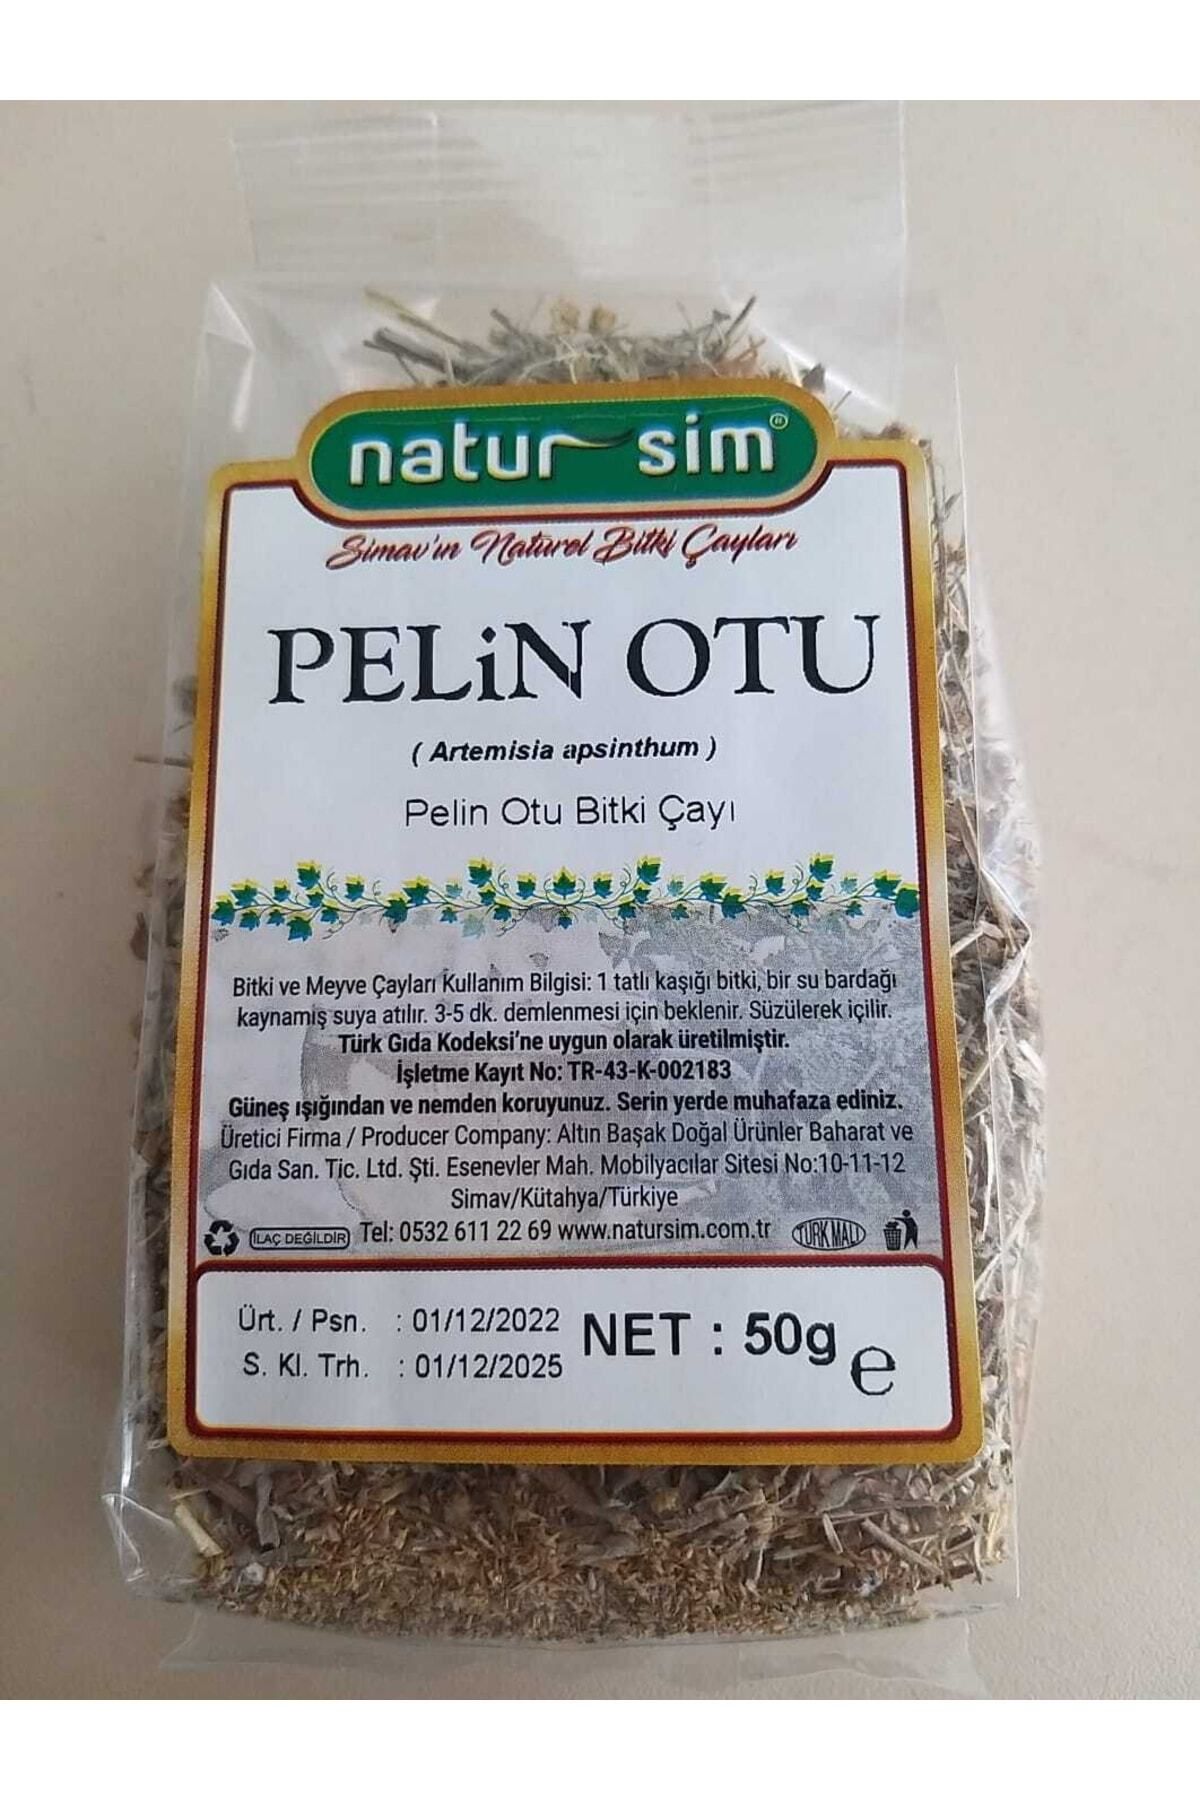 natur sim®
Simav'ın Naturel Bitki Çayları
PELiN OTU
( Artemisia apsinthum )
Pelin Otu Bitki Çayı
Bitki ve Meyve Çayları Kullanım Bilgisi: 1 tatlı kaşığı bitki, bir su bardağı
kaynamiş suya atılır. 3-5 dk. demlenmesi için beklenir. Süzülerek içilir.
Türk Gıda Kodeksi'ne uygun olarak üretilmiştir.
İşletme Kayıt No: TR-43-K-002183
Güneş ışığından ve nemden koruyunuz. Serin yerde muhafaza ediniz.
Üretici Firma / Producer Company: Altın Başak Doğal Ürünler Baharat ve
Gıda San. Tic. Ltd. Şti. Esenevler Mah. Mobilyacılar Sitesi No:10-11-12
Simav/Kütahya/Türkiye
İLAÇ DEĞİLDİR Tel: 0532 611 22 69 www.natursim.com.tr TÜRK MALI
Ürt. / Psn. : 01/12/2022
S. Kl. Trh. : 01/12/2025
NET : 50g e